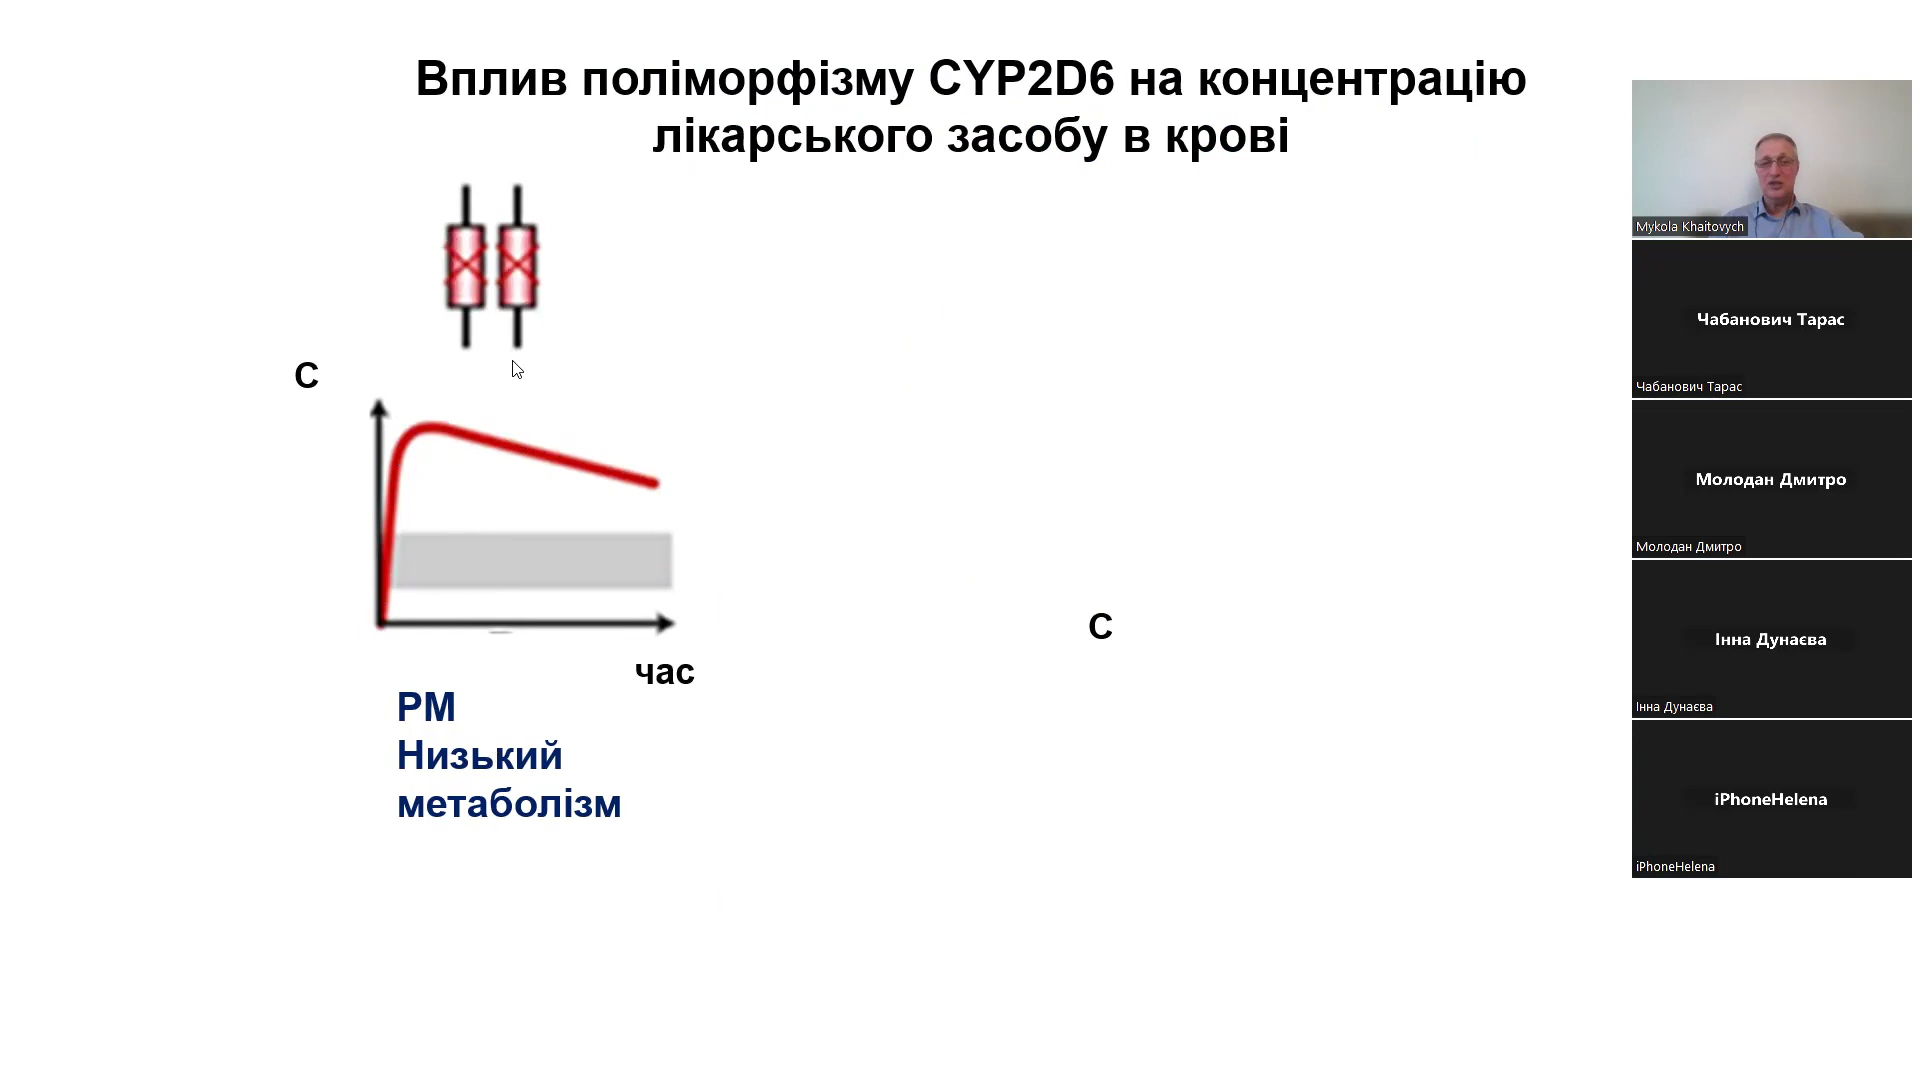 Вплив поліморфізму CYP2D6 на концентрацію
лікарського засобу в крові
С
час
РМ
Низький
метаболізм
С
Mykola Khaitovych
Чабанович Тарас
Чабанович Тарас
Молодан Дмитро
Молодан Дмитро
Інна Дунаєва
Інна Дунаєва
iPhoneHelena
iPhoneHelena